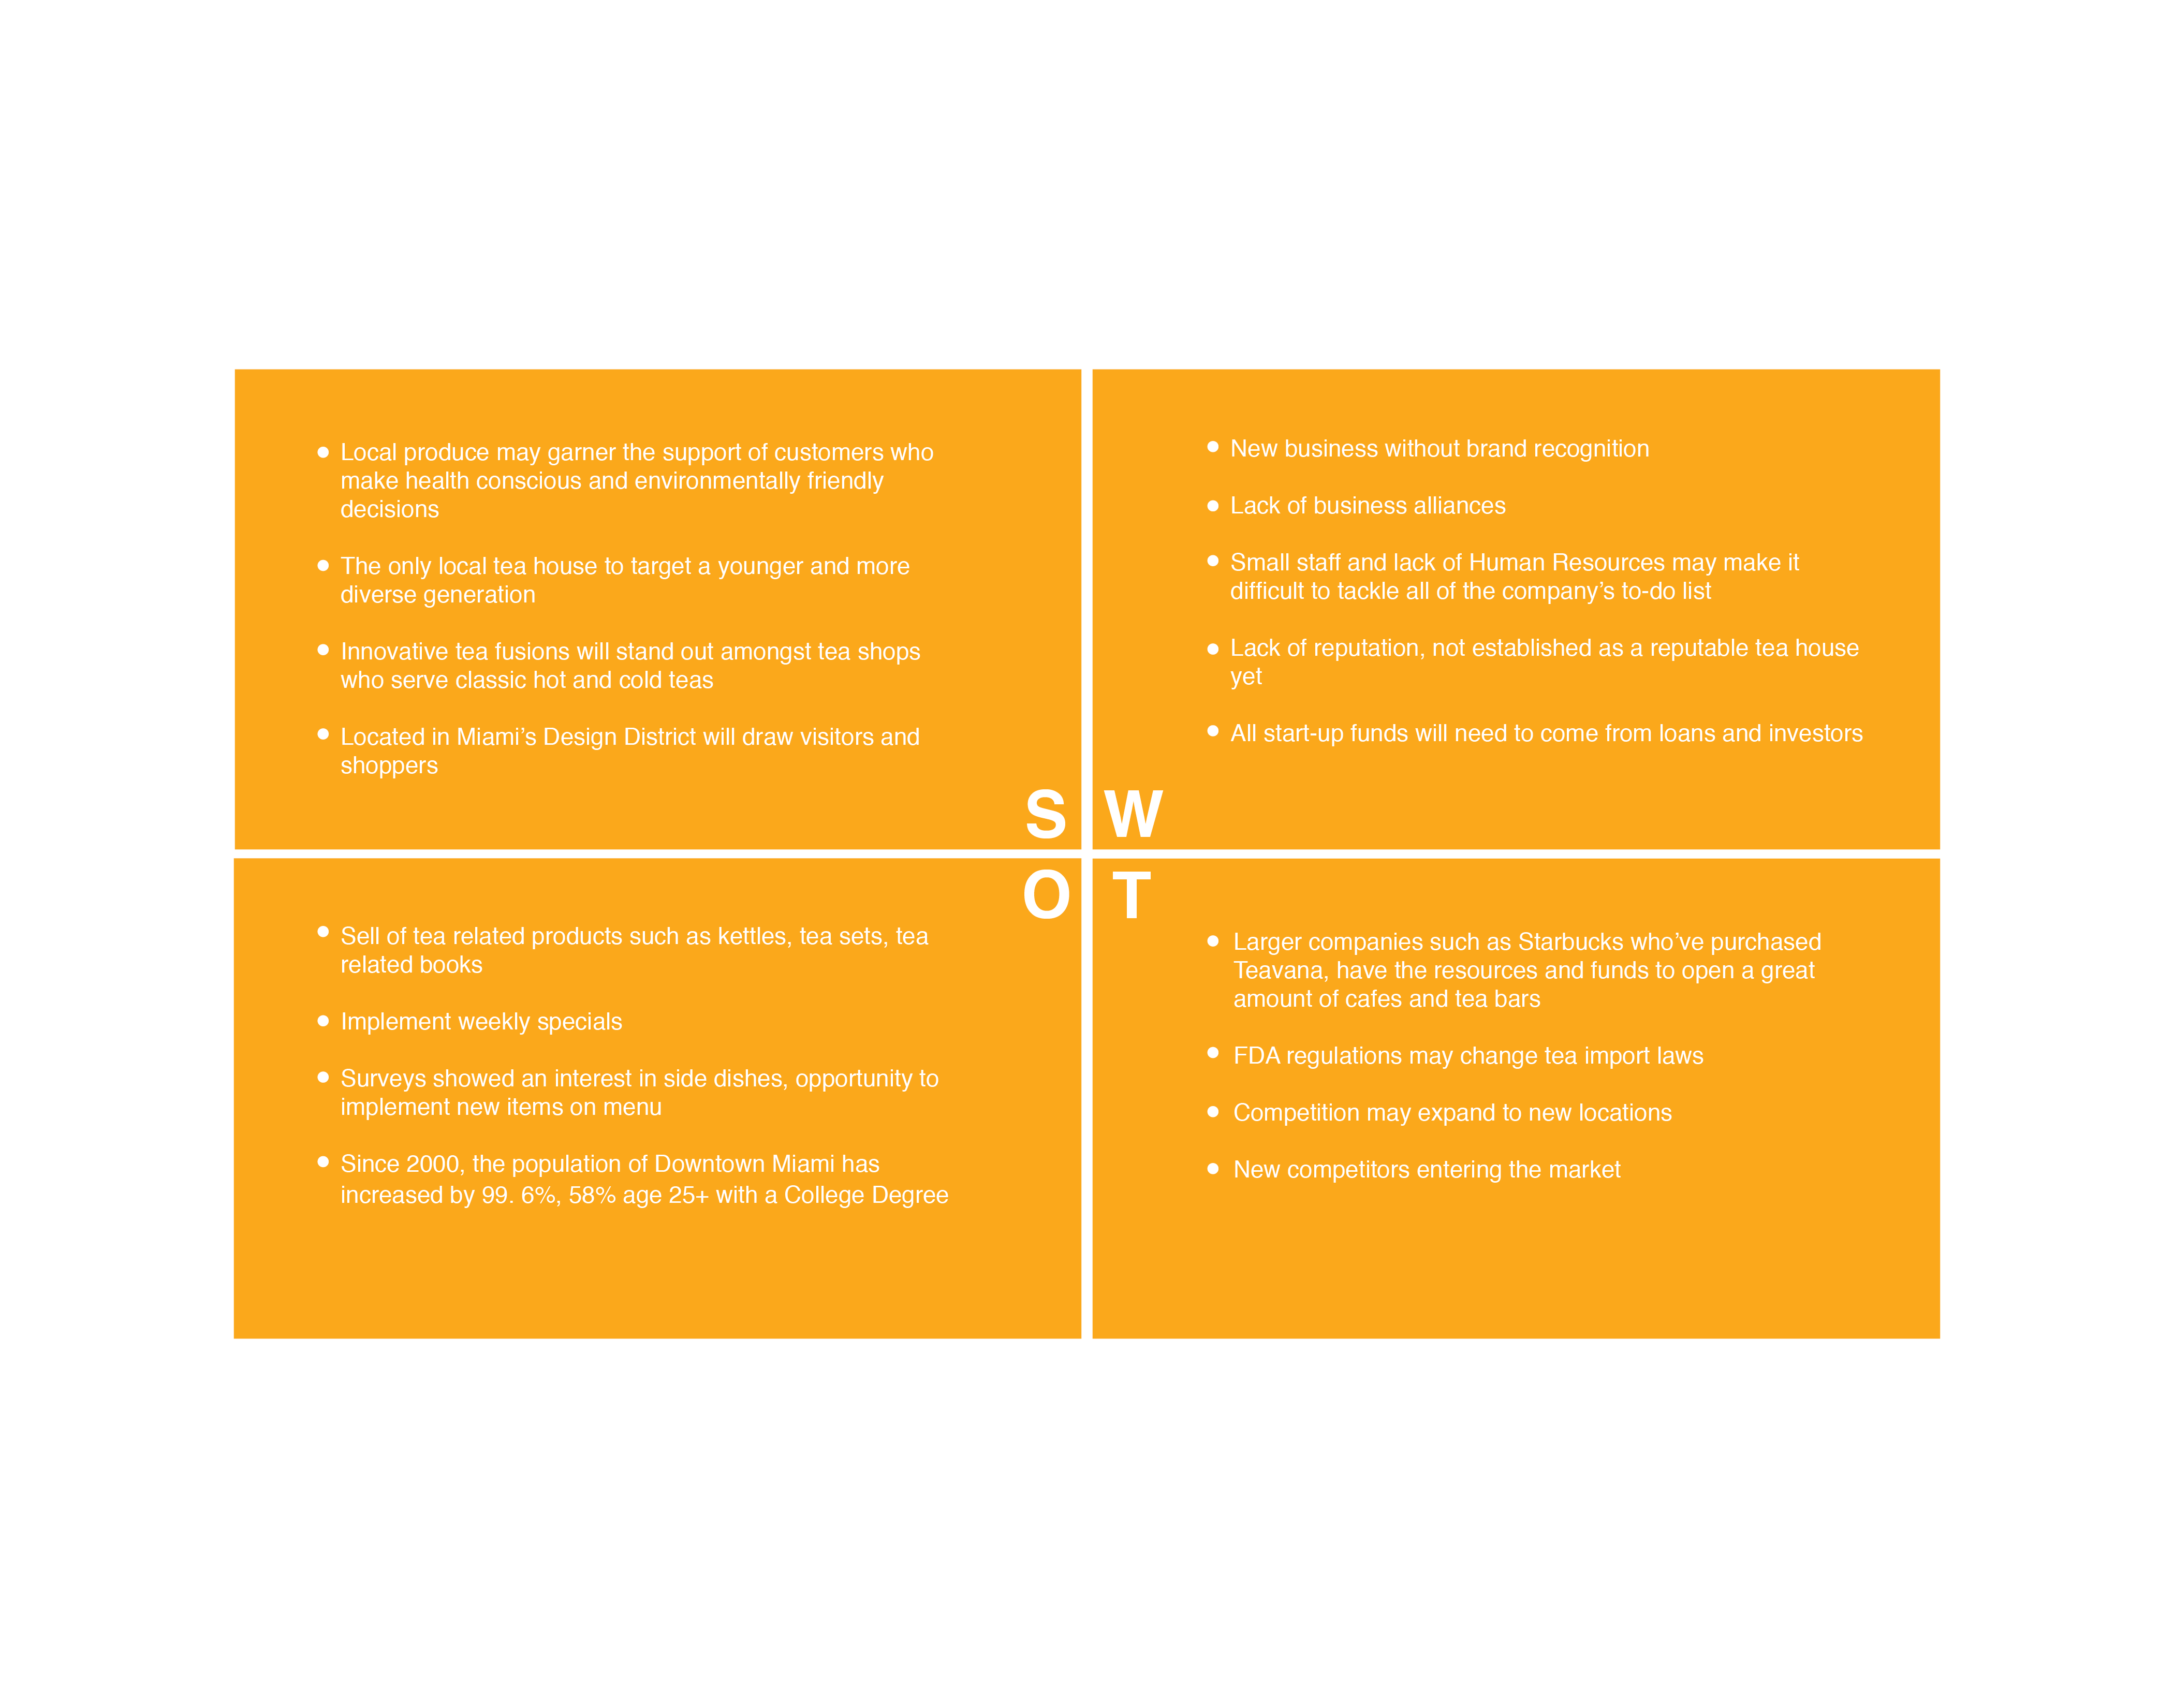 ● Local produce may garner the support of customers who
make health conscious and environmentally friendly
decisions
● The only local tea house to target a younger and more
diverse generation
● Innovative tea fusions will stand out amongst tea shops
who serve classic hot and cold teas
● Located in Miami’s Design District will draw visitors and
shoppers
S
● New business without brand recognition
● Lack of business alliances
● Small staff and lack of Human Resources may make it
difficult to tackle all of the company’s to-do list
● Lack of reputation, not established as a reputable tea house
yet
● All start-up funds will need to come from loans and investors
W
O
● Sell of tea related products such as kettles, tea sets, tea
related books
● Implement weekly specials
● Surveys showed an interest in side dishes, opportunity to
implement new items on menu
● Since 2000, the population of Downtown Miami has
increased by 99. 6%, 58% age 25+ with a College Degree
T
● Larger companies such as Starbucks who’ve purchased
Teavana, have the resources and funds to open a great
amount of cafes and tea bars
● FDA regulations may change tea import laws
● Competition may expand to new locations
● New competitors entering the market